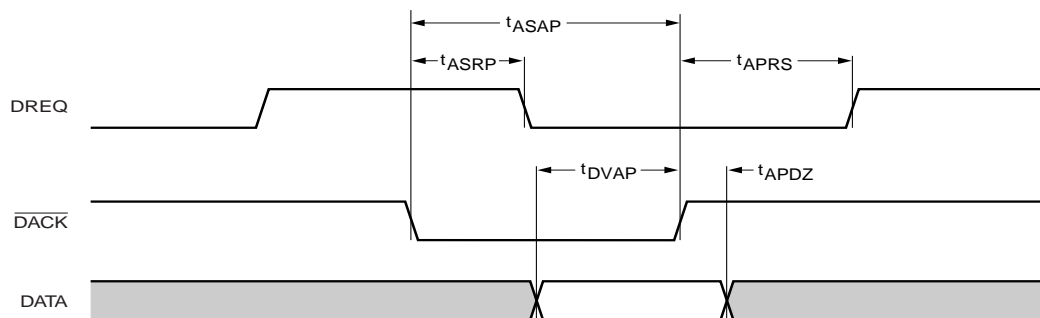 tASAP
tASRP
tAPRS
DREQ
tDVAP
tAPDZ
DACK
DATA